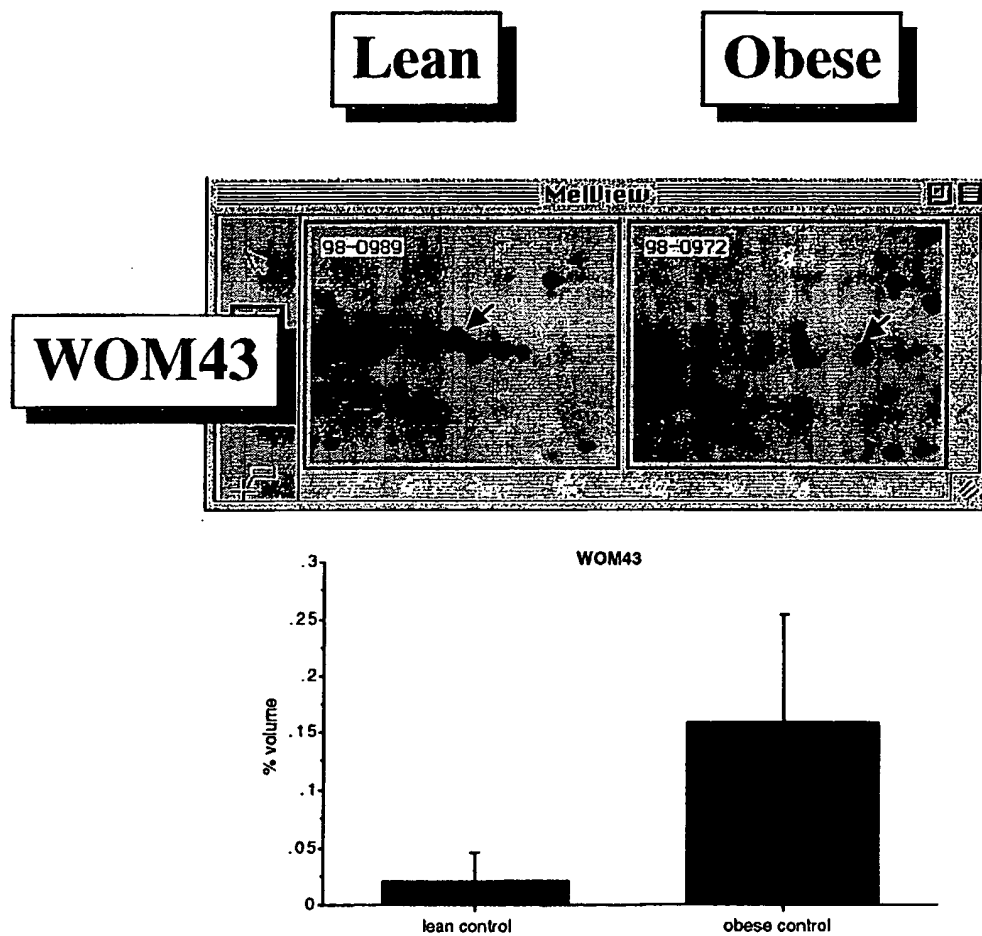 Lean
Obese
MelView
98-0989
98-0972
WOM43
WOM43
.3
.25
.2
.15
.1
.05
0
% volume
lean control
obese control